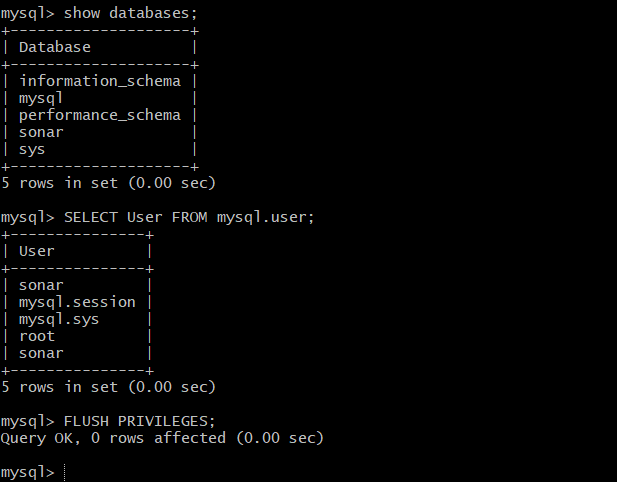 mysql> show databases;
+--------------------+
| Database           |
+--------------------+
| information_schema |
| mysql              |
| performance_schema |
| sonar              |
| sys                |
+--------------------+
5 rows in set (0.00 sec)
mysql> SELECT User FROM mysql.user;
+---------------+
| User          |
+---------------+
| sonar         |
| mysql.session |
| mysql.sys     |
| root          |
| sonar         |
+---------------+
5 rows in set (0.00 sec)
mysql> FLUSH PRIVILEGES;
Query OK, 0 rows affected (0.00 sec)
mysql>